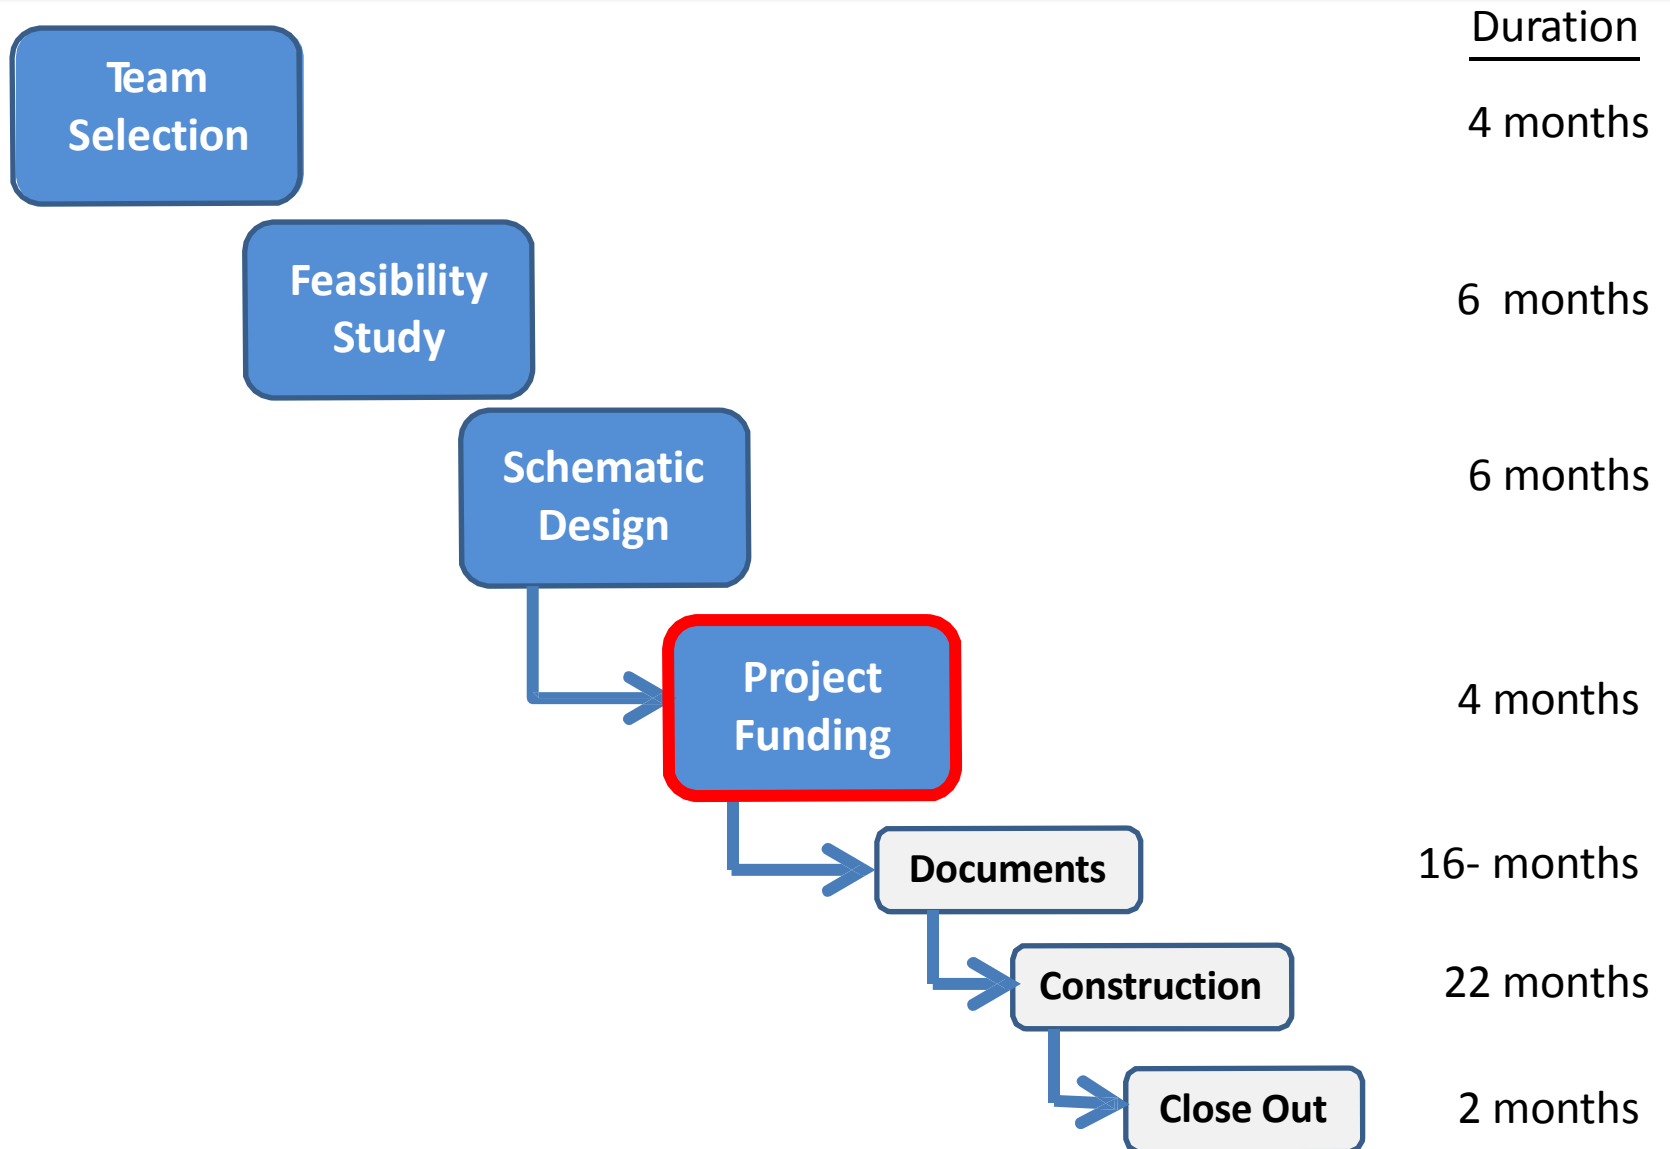 Duration
Team
Selection
4 months
Feasibility
Study
6  months
Schematic
Design
6 months
Project
Funding
4 months
Documents
16- months
Construction
22 months
Close Out
2 months